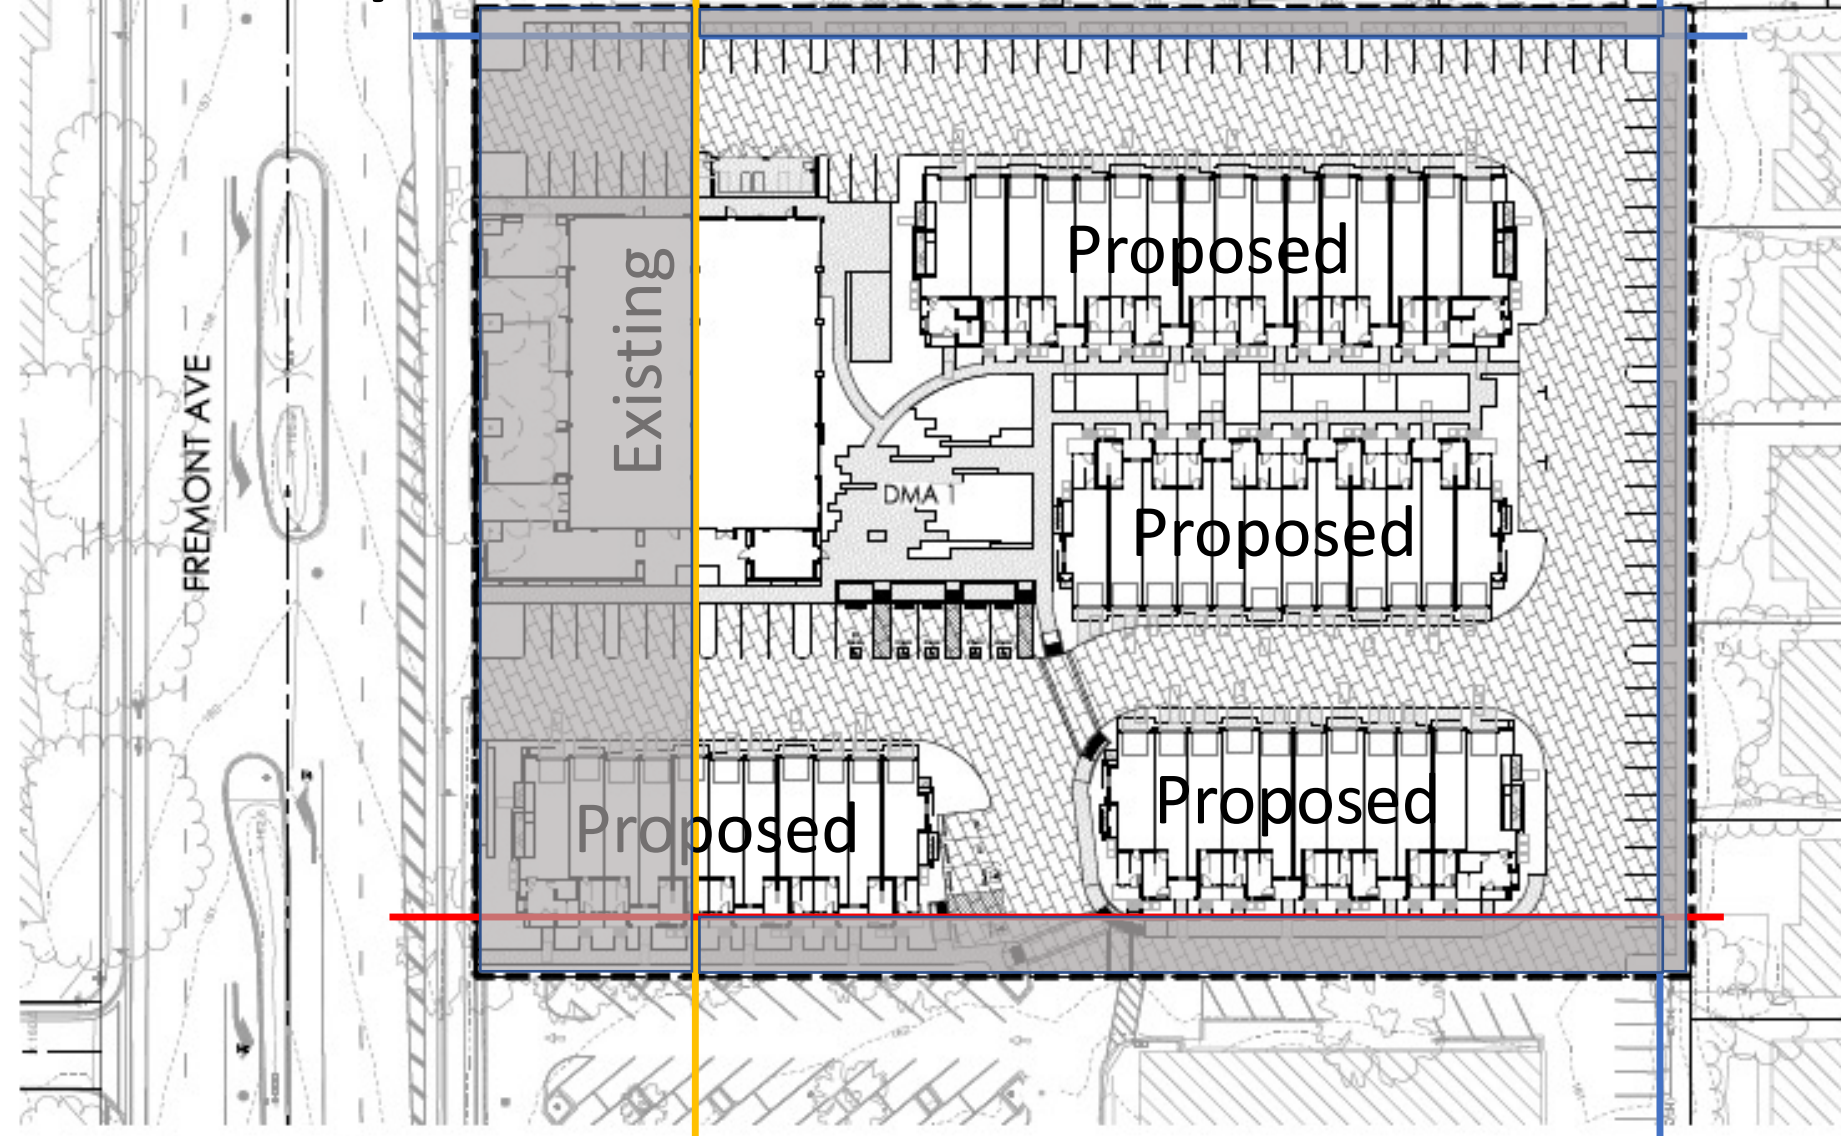 Proposed
Existing
FREMONT AVE
DMA 1
Proposed
Proposed
Proposed